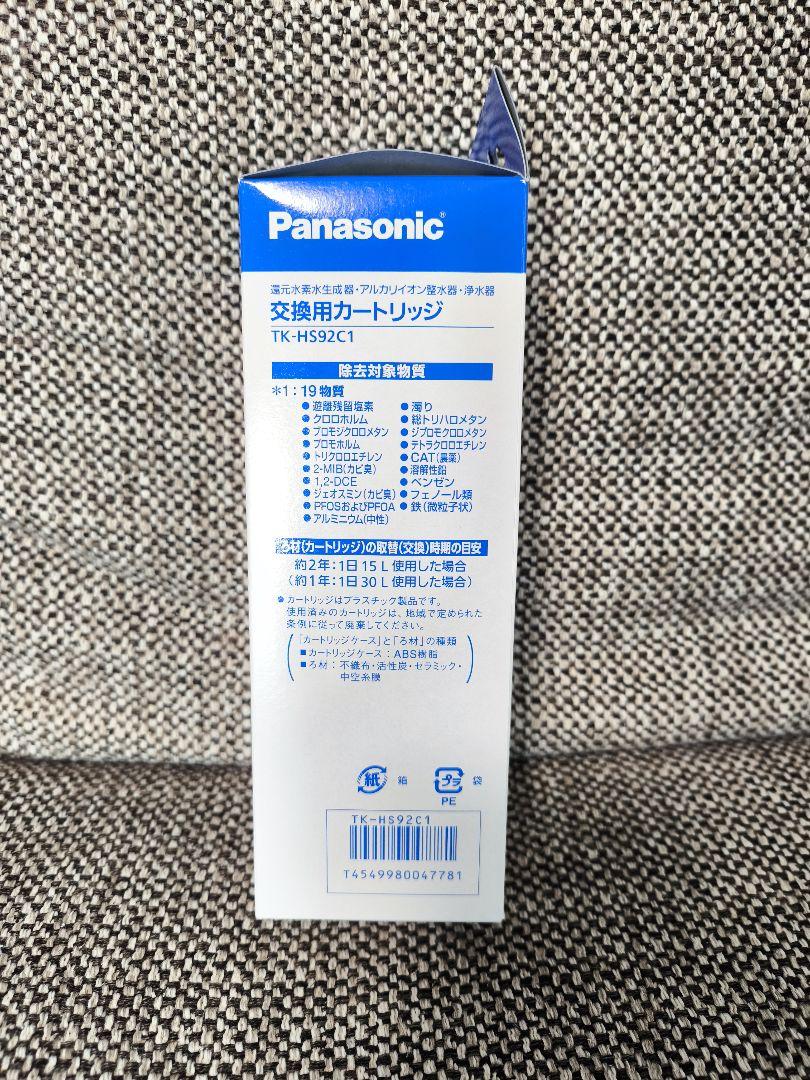 Panasonic®
還元水素水生成器・アルカリイオン整水器・浄水器
交換用カートリッジ
TK-HS92C1
除去対象物質
*1：19物質
●遊離残留塩素 ●濁り
●クロロホルム ●総トリハロメタン
●ブロモジクロロメタン ●ジブロモクロロメタン
●ブロモホルム ●テトラクロロエチレン
●トリクロロエチレン ●CAT(農薬)
●2-MIB(カビ臭) ●溶解性鉛
●1,2-DCE ●ベンゼン
●ジェオスミン(カビ臭) ●フェノール類
●PFOSおよびPFOA ●鉄(微粒子状)
●アルミニウム(中性)
ろ材(カートリッジ)の取替(交換)時期の目安
約2年：1日15L使用した場合
(約1年：1日30L使用した場合)
●カートリッジはプラスチック製品です。
使用済みのカートリッジは、地域で定められた
条例に従って廃棄してください。
「カートリッジケース」と「ろ材」の種類
■カートリッジケース：ABS樹脂
■ろ材：不織布・活性炭・セラミック・
中空糸膜
紙 箱 プラ 袋
PE
TK-HS92C1
T4549980047781